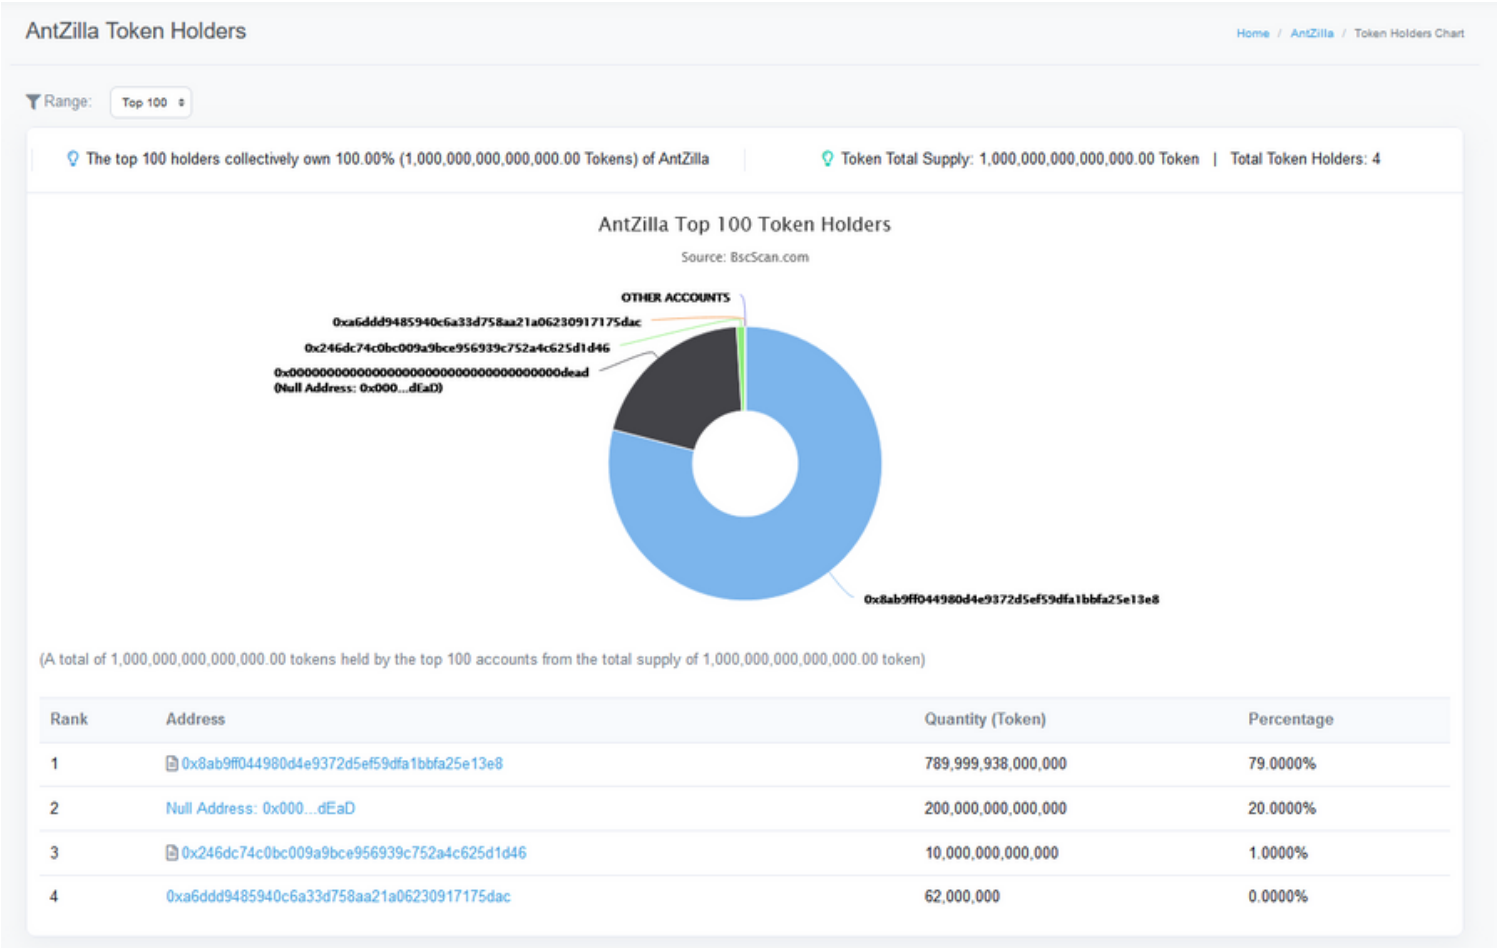 AntZilla Token Holders
Home / AntZilla / Token Holders Chart
Range: Top 100
The top 100 holders collectively own 100.00% (1,000,000,000,000,000.00 Tokens) of AntZilla
Token Total Supply: 1,000,000,000,000,000.00 Token | Total Token Holders: 4
AntZilla Top 100 Token Holders
Source: BscScan.com
OTHER ACCOUNTS
0xa6ddd9485940c6a33d758aa21a06230917175dac
0x246dc74c0bc009a9bce956939c752a4c625d1d46
0x000000000000000000000000000000000000dead
(Null Address: 0x000...dEaD)
0x8ab9ff044980d4e9372d5ef59dfa1bbfa25e13e8
(A total of 1,000,000,000,000,000.00 tokens held by the top 100 accounts from the total supply of 1,000,000,000,000,000.00 token)
Rank Address Quantity (Token) Percentage
1 0x8ab9ff044980d4e9372d5ef59dfa1bbfa25e13e8 789,999,938,000,000 79.0000%
2 Null Address: 0x000...dEaD 200,000,000,000,000 20.0000%
3 0x246dc74c0bc009a9bce956939c752a4c625d1d46 10,000,000,000,000 1.0000%
4 0xa6ddd9485940c6a33d758aa21a06230917175dac 62,000,000 0.0000%